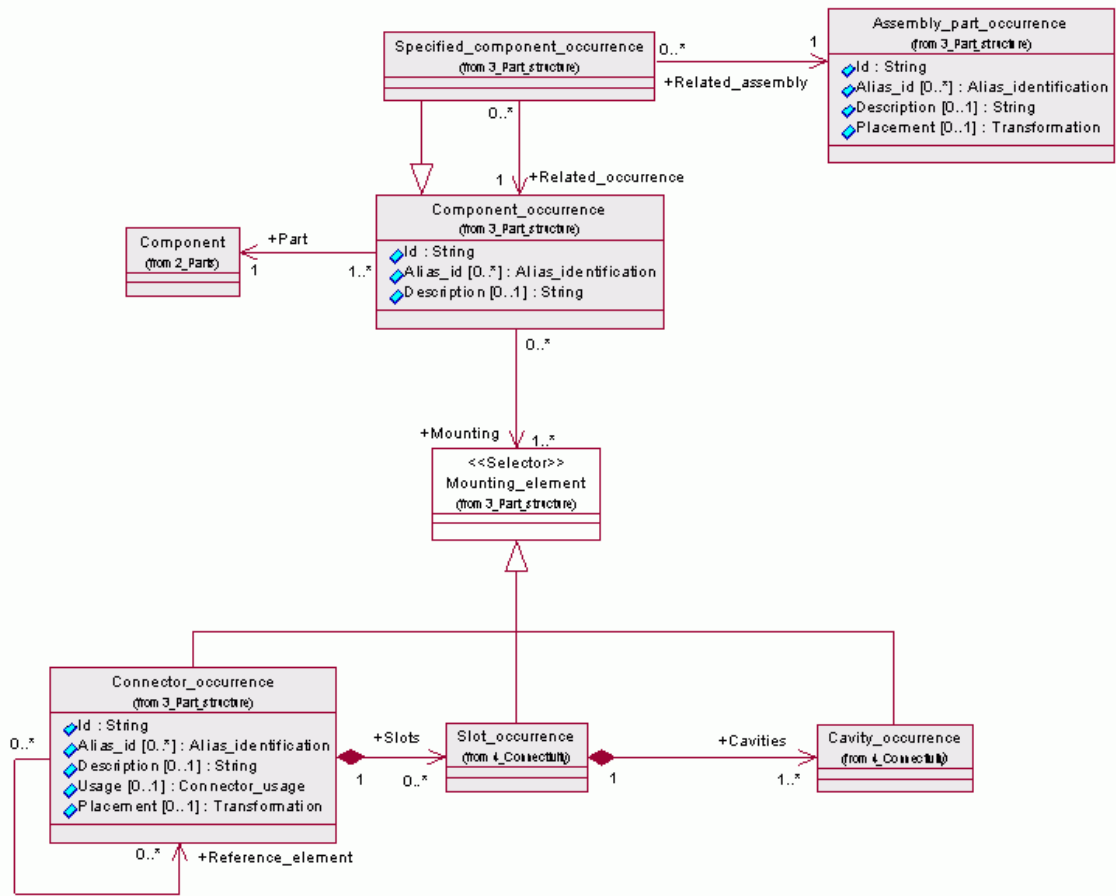 Specified_component_occurrence
(from 3_Part_structure)
0..*
1
+Related_assembly
Assembly_part_occurrence
(from 3_Part_structure)
Id : String
Alias_id [0..*] : Alias_identification
Description [0..1] : String
Placement [0..1] : Transformation
0..*
1
+Related_occurrence
Component
(from 2_Parts)
+Part
1
1..*
Component_occurrence
(from 3_Part_structure)
Id : String
Alias_id [0..*] : Alias_identification
Description [0..1] : String
0..*
+Mounting
1..*
<<Selector>>
Mounting_element
(from 3_Part_structure)
Connector_occurrence
(from 3_Part_structure)
Id : String
Alias_id [0..*] : Alias_identification
Description [0..1] : String
Usage [0..1] : Connector_usage
Placement [0..1] : Transformation
0..*
0..*
+Reference_element
+Slots
1
0..*
Slot_occurrence
(from 4_Connectivity)
+Cavities
1
1..*
Cavity_occurrence
(from 4_Connectivity)